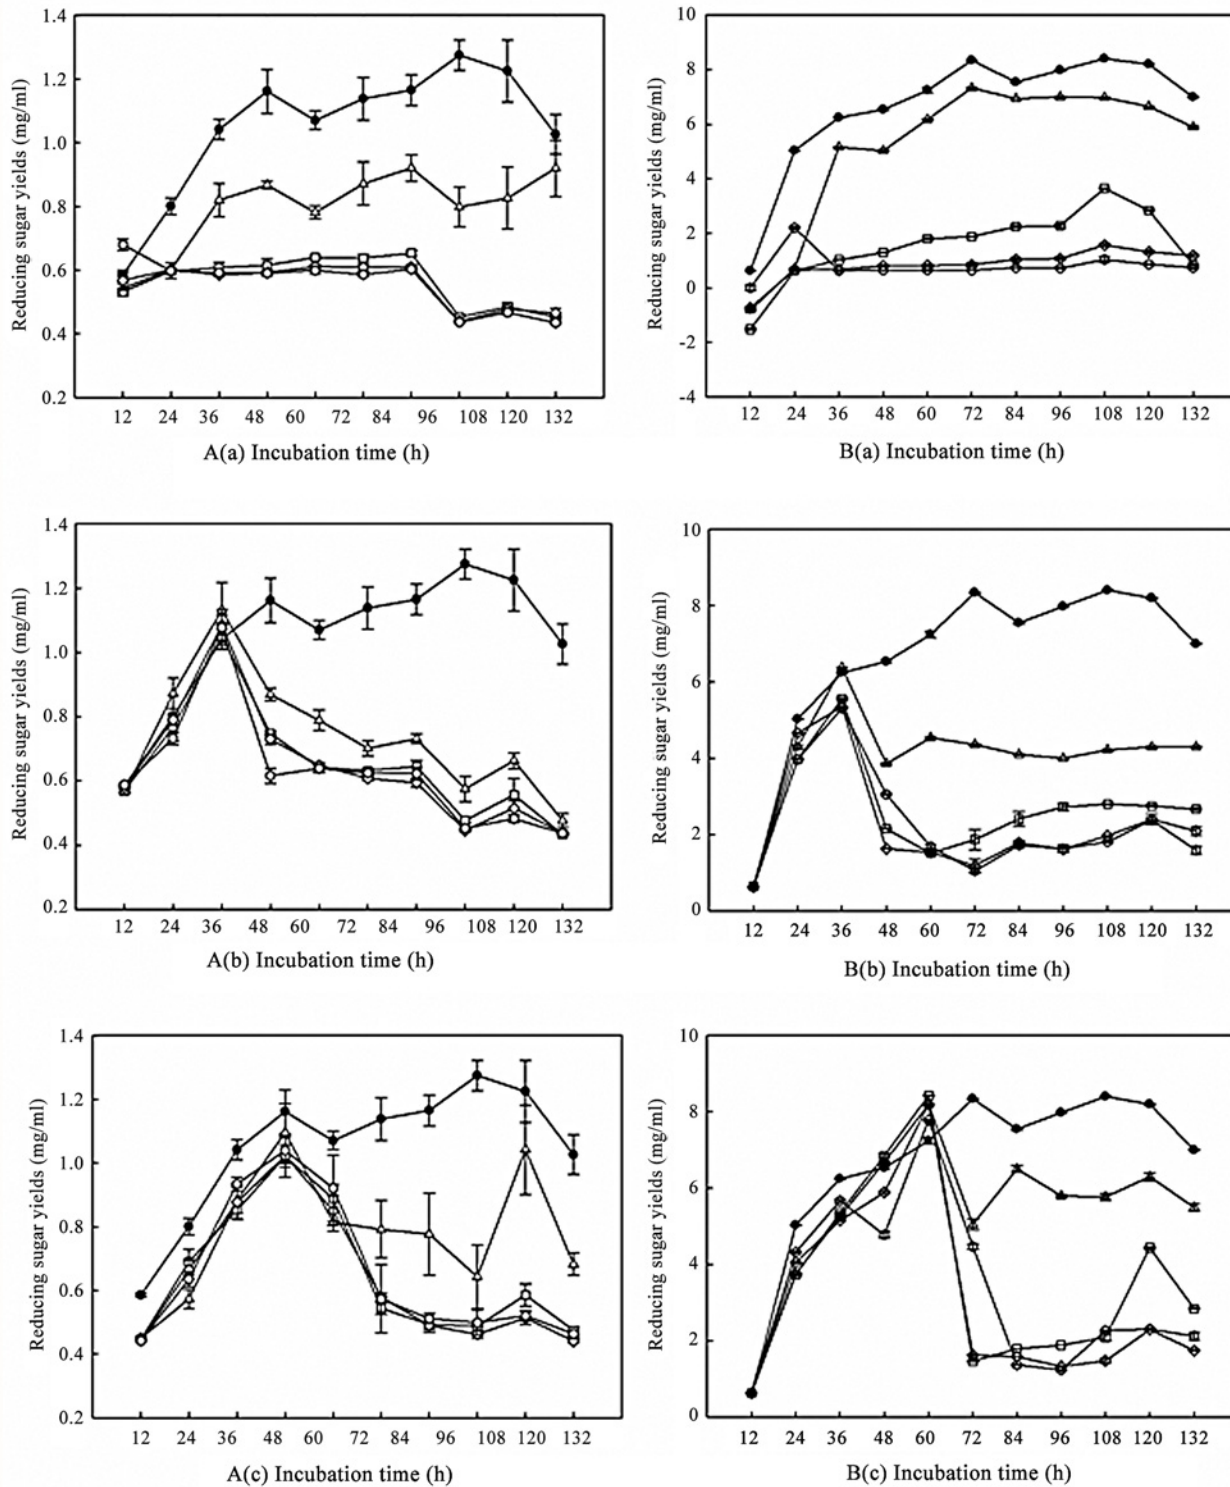 1.4
1.2
1.0
0.8
0.6
0.4
0.2
Reducing sugar yields (mg/ml)
12 24 36 48 60 72 84 96 108 120 132
A(a) Incubation time (h)
10
8
6
4
2
0
-2
-4
Reducing sugar yields (mg/ml)
12 24 36 48 60 72 84 96 108 120 132
B(a) Incubation time (h)
1.4
1.2
1.0
0.8
0.6
0.4
0.2
Reducing sugar yields (mg/ml)
12 24 36 48 60 72 84 96 108 120 132
A(b) Incubation time (h)
10
8
6
4
2
0
Reducing sugar yields (mg/ml)
12 24 36 48 60 72 84 96 108 120 132
B(b) Incubation time (h)
1.4
1.2
1.0
0.8
0.6
0.4
0.2
Reducing sugar yields (mg/ml)
12 24 36 48 60 72 84 108 120 132
A(c) Incubation time (h)
10
8
6
4
2
0
Reducing sugar yields (mg/ml)
12 24 36 48 60 72 84 96 108 120 132
B(c) Incubation time (h)